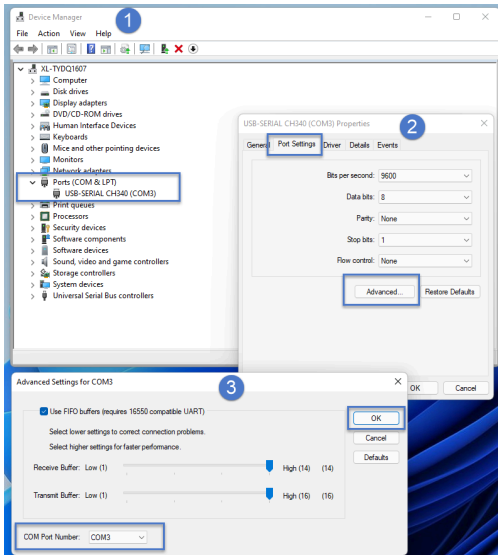 Device Manager
1
File Action View Help
XL-TYDQ1607
Computer
Disk drives
Display adapters
DVD/CD-ROM drives
Human Interface Devices
Keyboards
Mice and other pointing devices
Monitors
Network adapters
Ports (COM & LPT)
USB-SERIAL CH340 (COM3)
Print queues
Processors
Security devices
Software components
Software devices
Sound, video and game controllers
Storage controllers
System devices
Universal Serial Bus controllers
USB-SERIAL CH340 (COM3) Properties
2
General Port Settings Driver Details Events
Bits per second: 9600
Data bits: 8
Parity: None
Stop bits: 1
Flow control: None
Advanced... Restore Defaults
OK Cancel
Advanced Settings for COM3
3
Use FIFO buffers (requires 16550 compatible UART)
OK
Select lower settings to correct connection problems.
Cancel
Select higher settings for faster performance.
Defaults
Receive Buffer: Low (1) High (14) (14)
Transmit Buffer: Low (1) High (16) (16)
COM Port Number: COM3